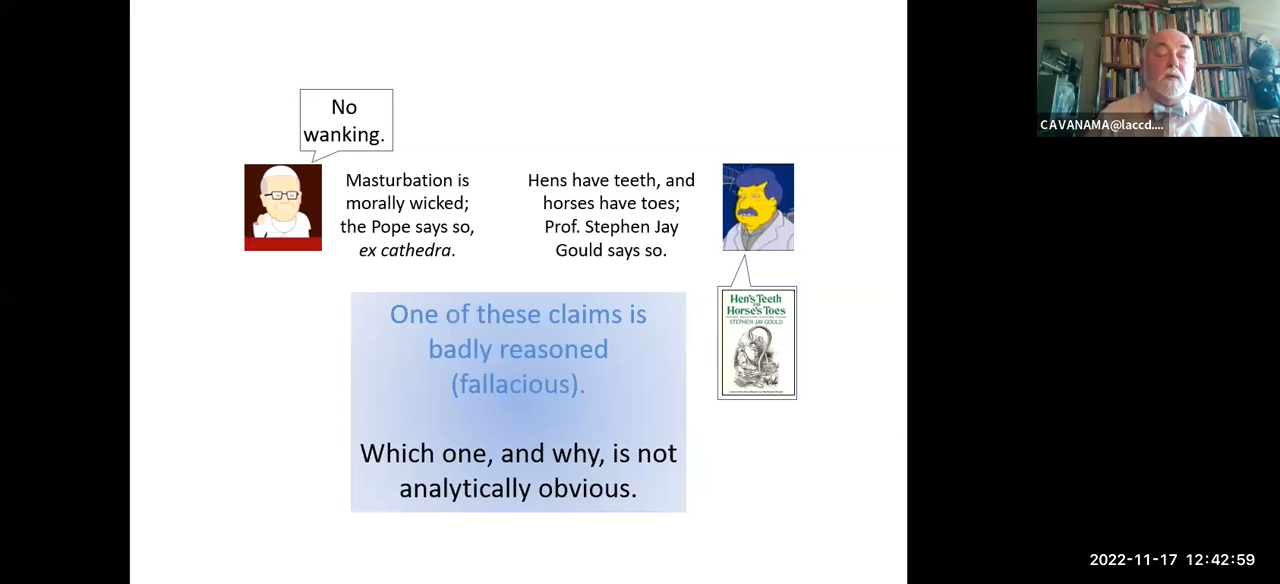 No
wanking.
Masturbation is
morally wicked;
the Pope says so,
ex cathedra.
Hens have teeth, and
horses have toes;
Prof. Stephen Jay
Gould says so.
Hen's Teeth
AND
Horse's Toes
STEPHEN JAY GOULD
One of these claims is
badly reasoned
(fallacious).
Which one, and why, is not
analytically obvious.
CAVANAMA@laccd....
2022-11-17 12:42:59